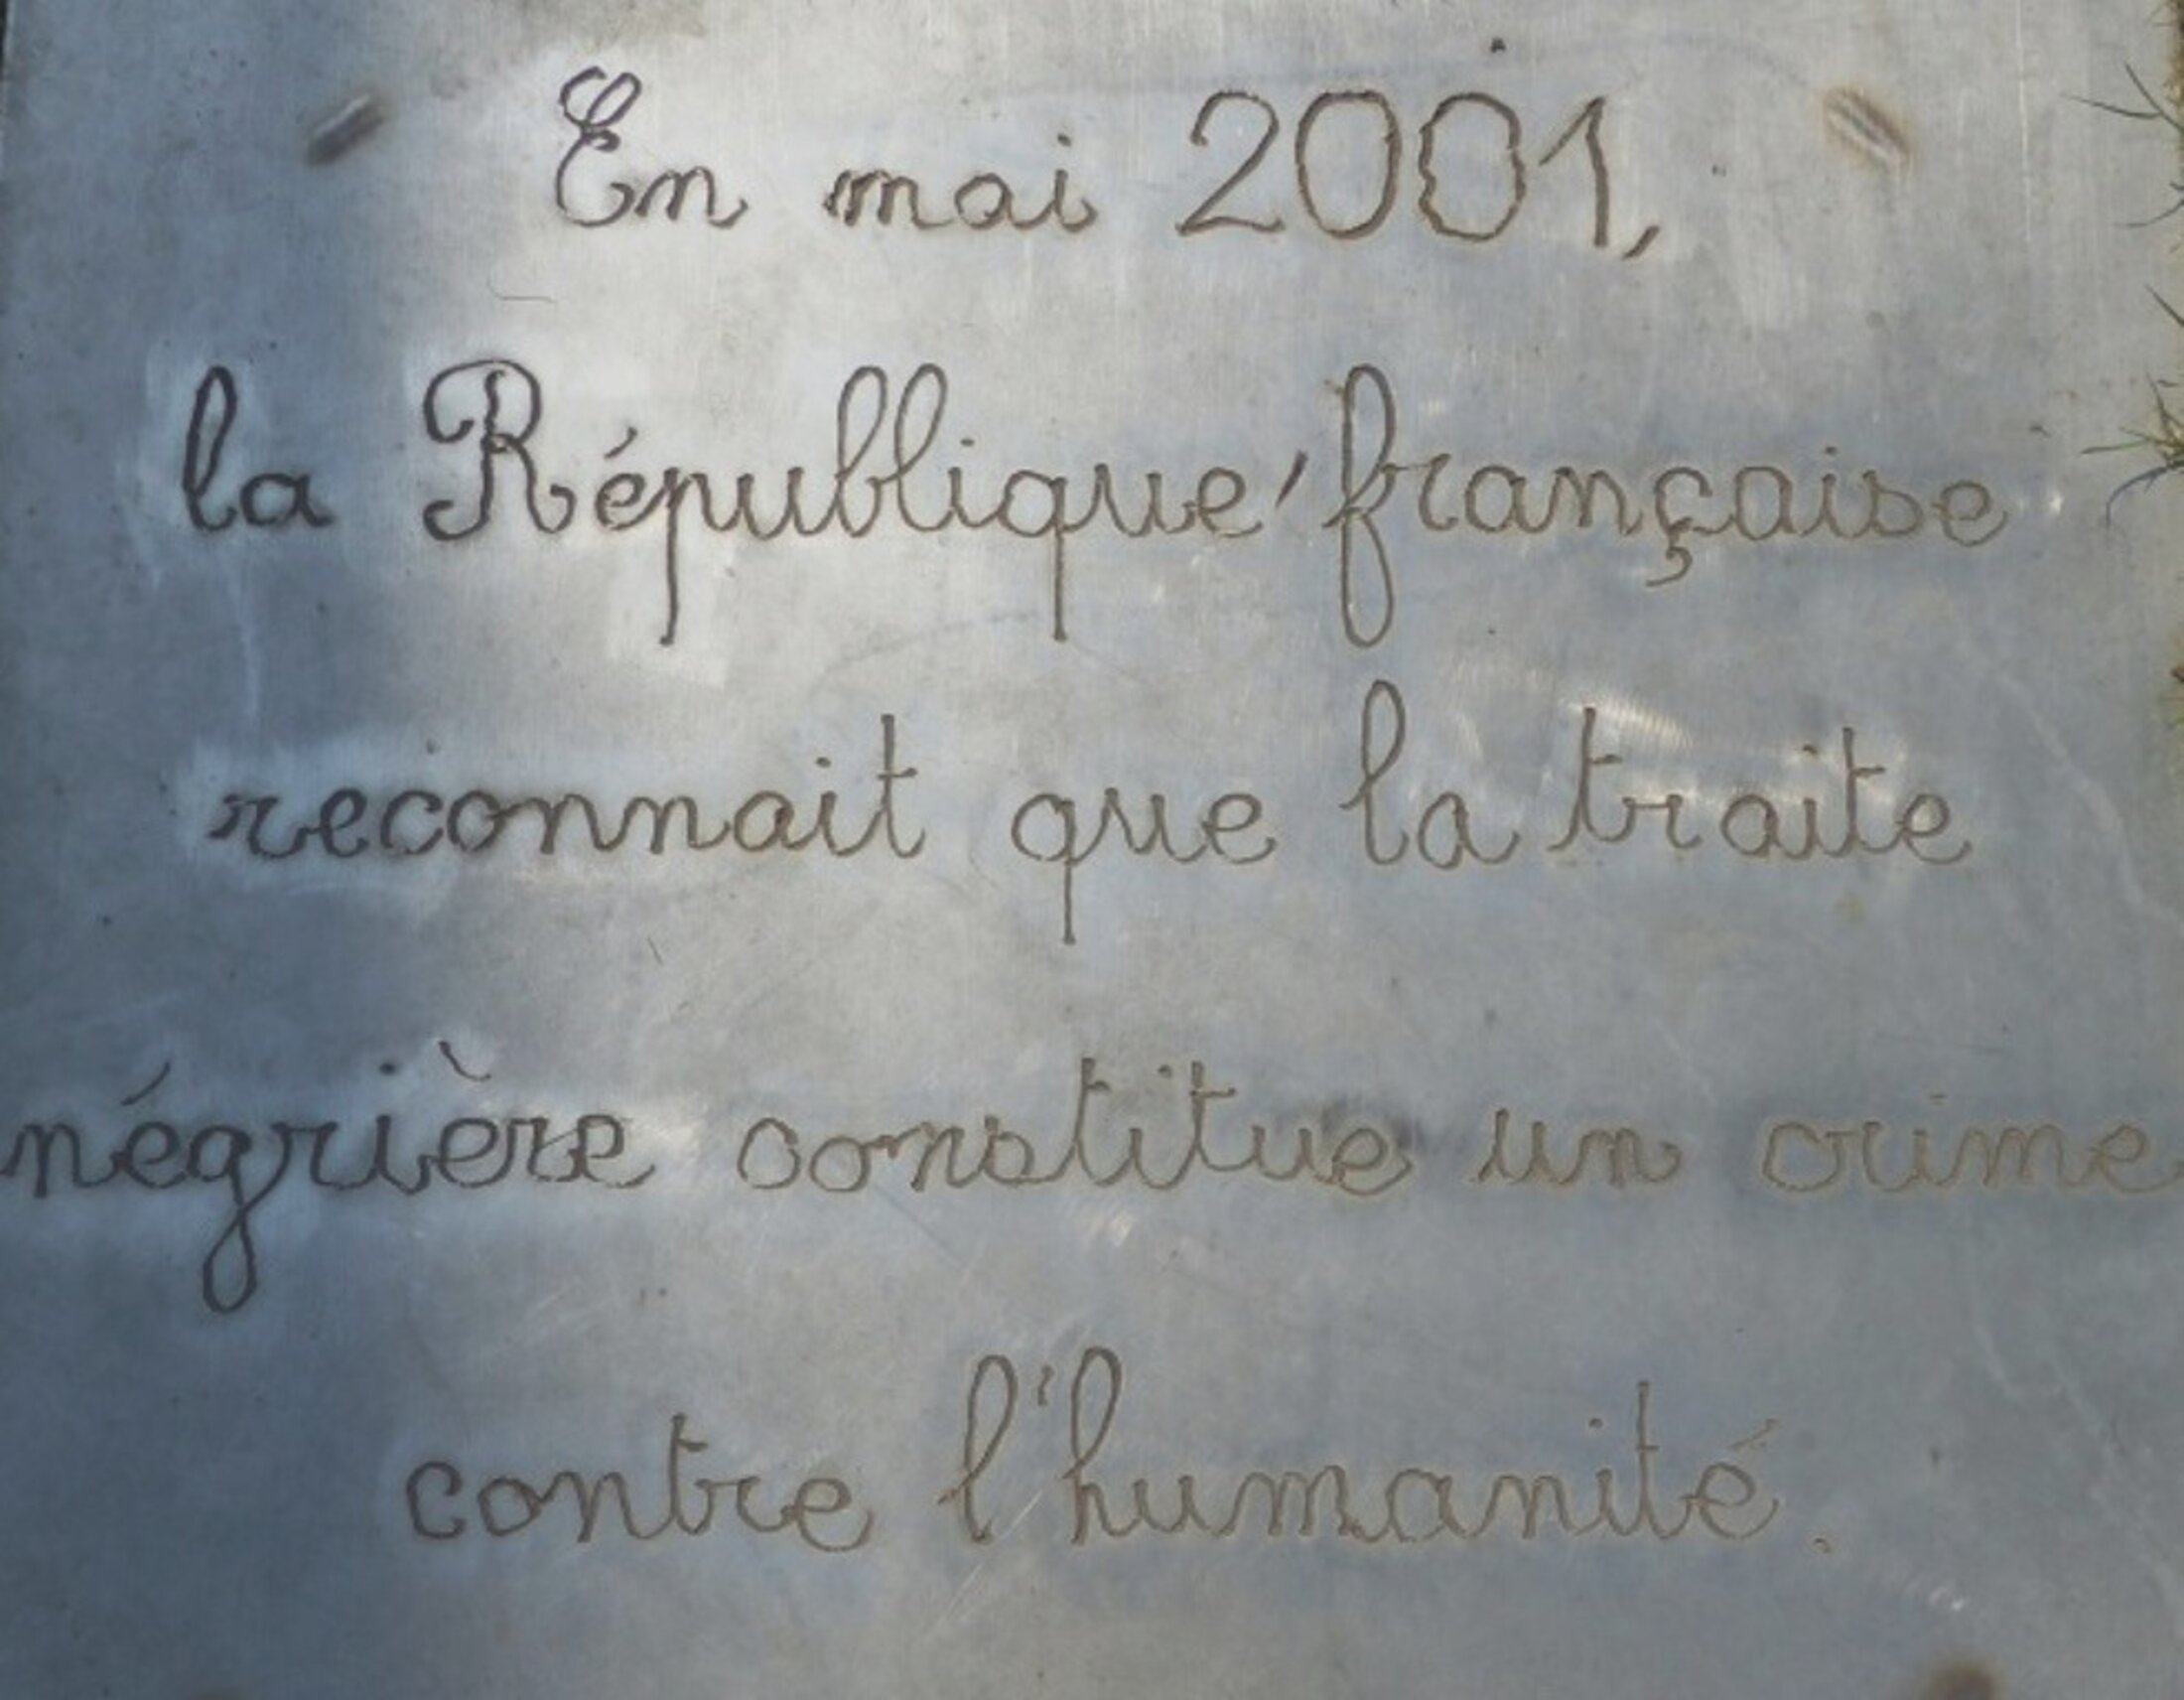 En mai 2001,
la République française
reconnait que la traite
négrière constitue un crime
contre l'humanité.